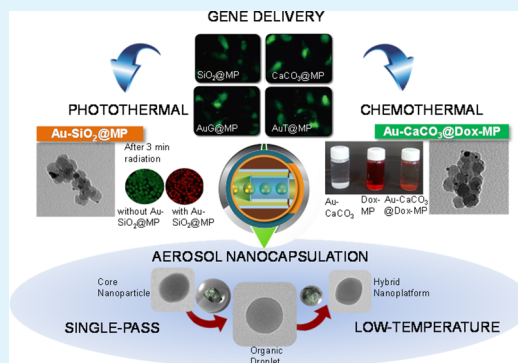 GENE DELIVERY
SiO₂@MP
CaCO₃@MP
AuG@MP
AuT@MP
PHOTOTHERMAL
CHEMOTHERMAL
Au-SiO₂@MP
Au-CaCO₃@Dox-MP
After 3 min
radiation
without Au-
SiO₂@MP
with Au-
SiO₂@MP
Au-
CaCO₃
Dox-
MP
Au-CaCO₃
@Dox-MP
AEROSOL NANOCAPSULATION
Core
Nanoparticle
Hybrid
Nanoplatform
SINGLE-PASS
LOW-TEMPERATURE
Organic
Droplet